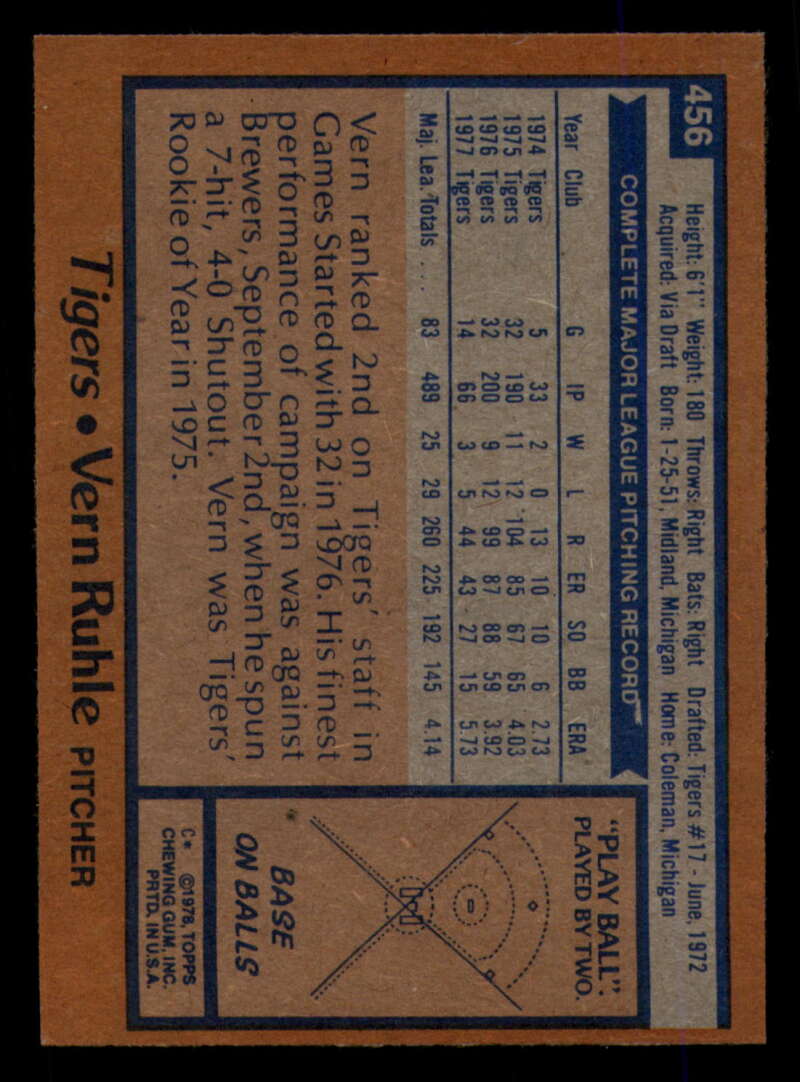 456
Height: 6'1" Weight: 180 Throws: Right Bats: Right Drafted: Tigers #17 - June, 1972
Acquired: Via Draft Born: 1-25-51, Midland, Michigan Home: Coleman, Michigan
COMPLETE MAJOR LEAGUE PITCHING RECORD
Year Club G IP W L R ER SO BB ERA
1974 Tigers 5 33 2 0 13 10 10 6 2.73
1975 Tigers 32 190 11 12 104 85 67 65 4.03
1976 Tigers 32 200 9 12 99 87 88 59 3.92
1977 Tigers 14 66 3 5 44 43 27 15 5.73
Maj. Lea. Totals .... 83 489 25 29 260 225 192 145 4.14
Vern ranked 2nd on Tigers' staff in
Games Started with 32 in 1976. His finest
performance of campaign was against
Brewers, September 2nd, when he spun
a 7-hit, 4-0 Shutout. Vern was Tigers'
Rookie of Year in 1975.
"PLAY BALL".
PLAYED BY TWO.
BASE
ON BALLS
C* ©1978, TOPPS
CHEWING GUM, INC.
PRTD. IN U.S.A.
Tigers • Vern Ruhle PITCHER